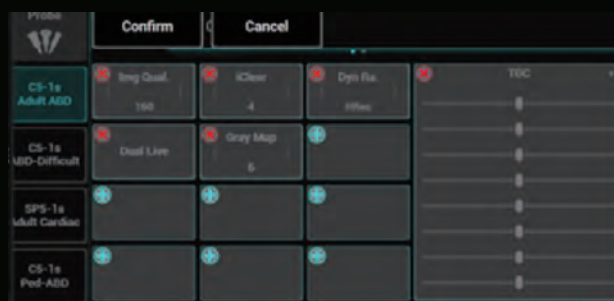 Probe
Confirm
Cancel
C5-1s
Adult ABD
Img Qual.
160
iClear
4
Dyn Ra.
TGC
C5-1s
ABD-Difficult
Dual Live
Gray Map
6
SP5-1s
Adult Cardiac
C5-1s
Ped-ABD